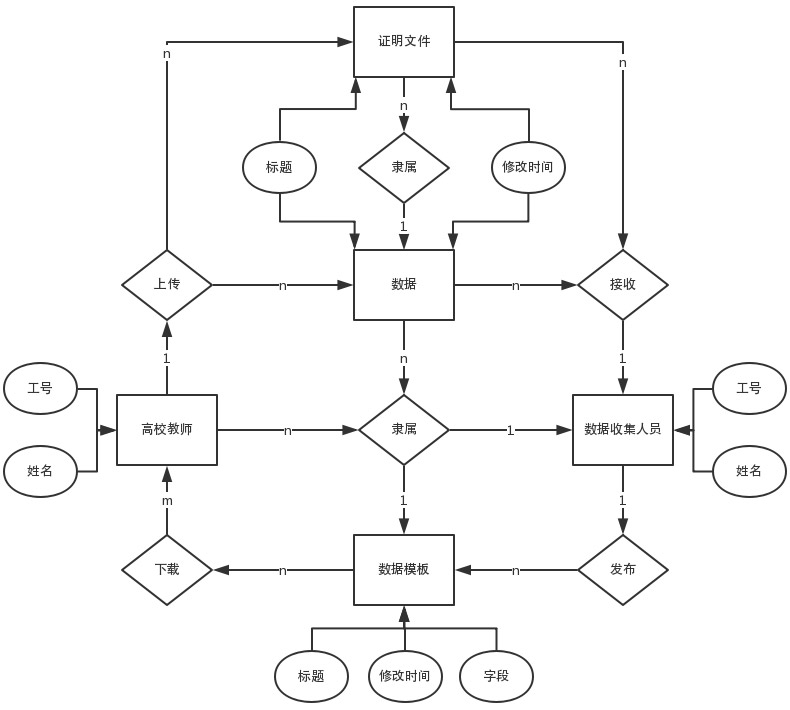 证明文件
n
n
n
标题
隶属
修改时间
1
上传
n
数据
n
接收
1
n
1
工号
工号
高校教师
n
隶属
1
数据收集人员
姓名
姓名
m
1
1
下载
n
数据模板
n
发布
标题
修改时间
字段